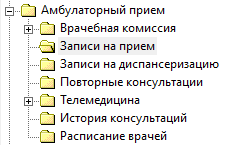 Амбулаторный прием
Врачебная комиссия
Записи на прием
Записи на диспансеризацию
Повторные консультации
Телемедицина
История консультаций
Расписание врачей